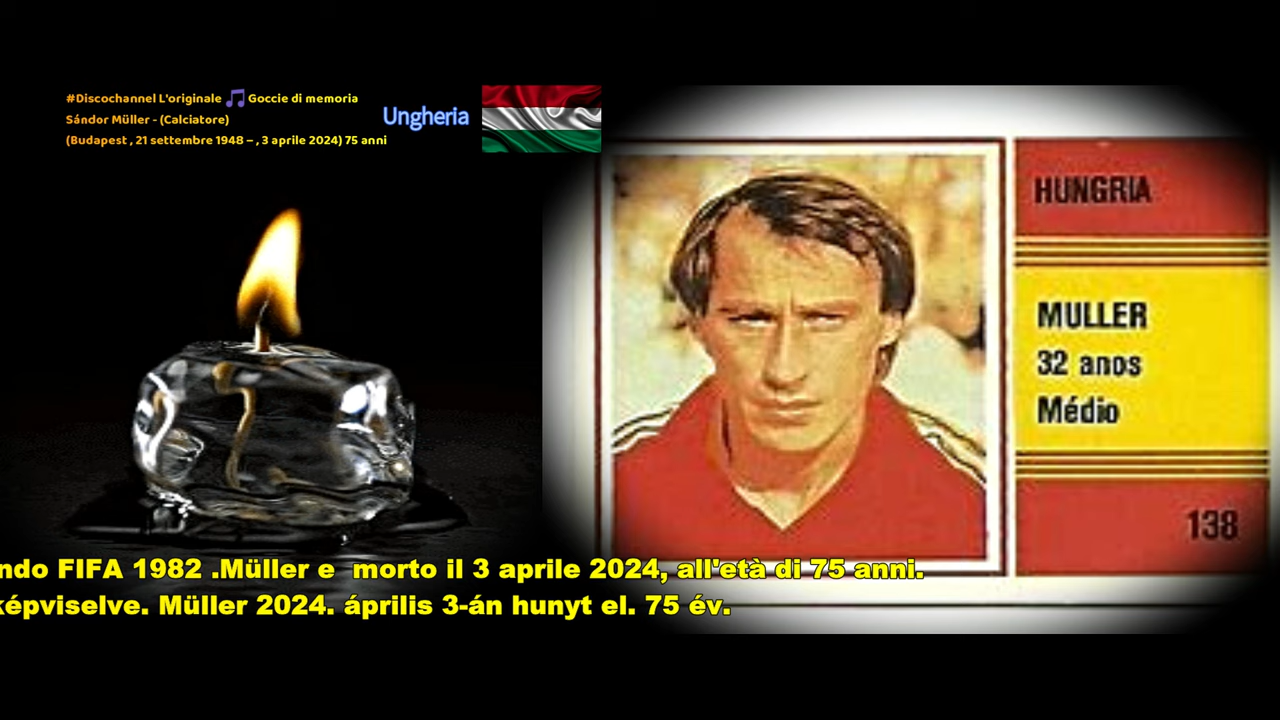 #Discochannel L'originale 🎵 Goccie di memoria
Sándor Müller - (Calciatore)
(Budapest , 21 settembre 1948 – , 3 aprile 2024) 75 anni
Ungheria
HUNGRIA
MULLER
32 anos
Médio
138
ndo FIFA 1982 .Müller e  morto il 3 aprile 2024, all'età di 75 anni.
képviselve. Müller 2024. április 3-án hunyt el. 75 év.